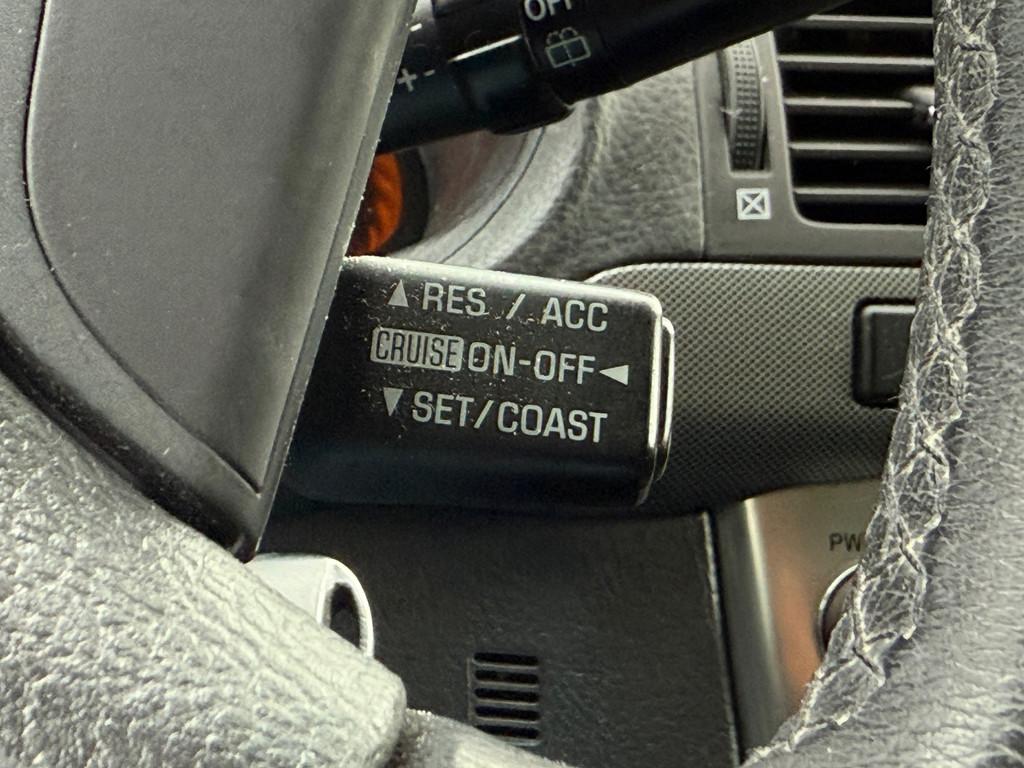 OFF
+ -
▲ RES / ACC
CRUISE ON-OFF ◀
▼ SET/COAST
PW